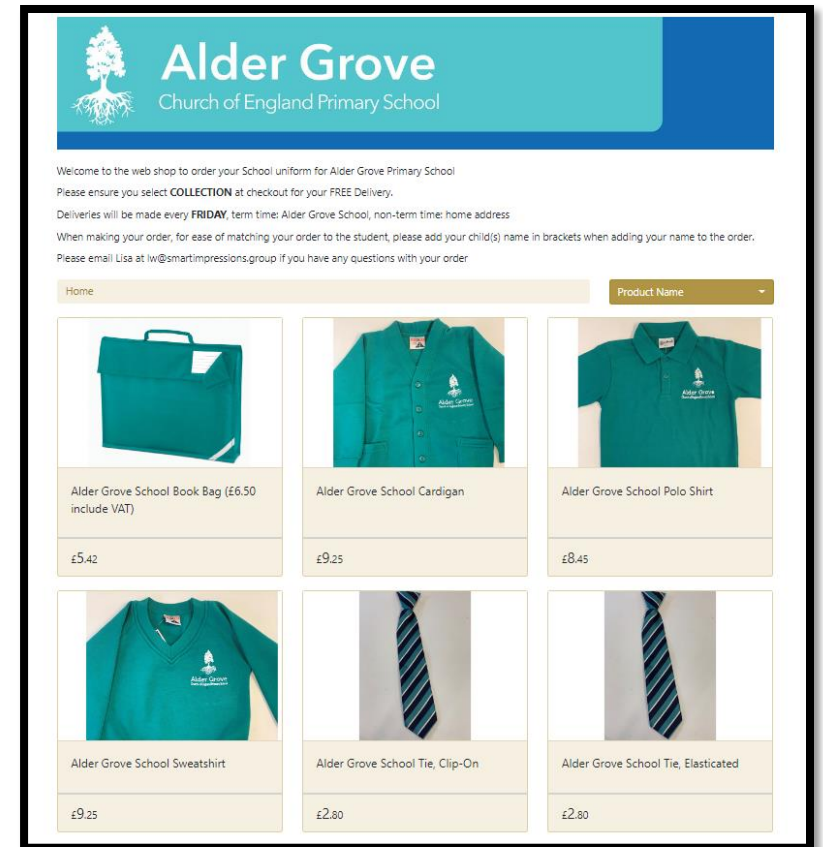 Alder Grove
Church of England Primary School
Welcome to the web shop to order your School uniform for Alder Grove Primary School
Please ensure you select COLLECTION at checkout for your FREE Delivery.
Deliveries will be made every FRIDAY, term time: Alder Grove School, non-term time: home address
When making your order, for ease of matching your order to the student, please add your child(s) name in brackets when adding your name to the order.
Please email Lisa at lw@smartimpressions.group if you have any questions with your order
Home
Product Name
Alder Grove
Alder Grove
Alder Grove School Book Bag (£6.50
include VAT)
Alder Grove School Cardigan
Alder Grove School Polo Shirt
£5.42
£9.25
£8.45
Alder Grove
Alder Grove School Sweatshirt
Alder Grove School Tie, Clip-On
Alder Grove School Tie, Elasticated
£9.25
£2.80
£2.80